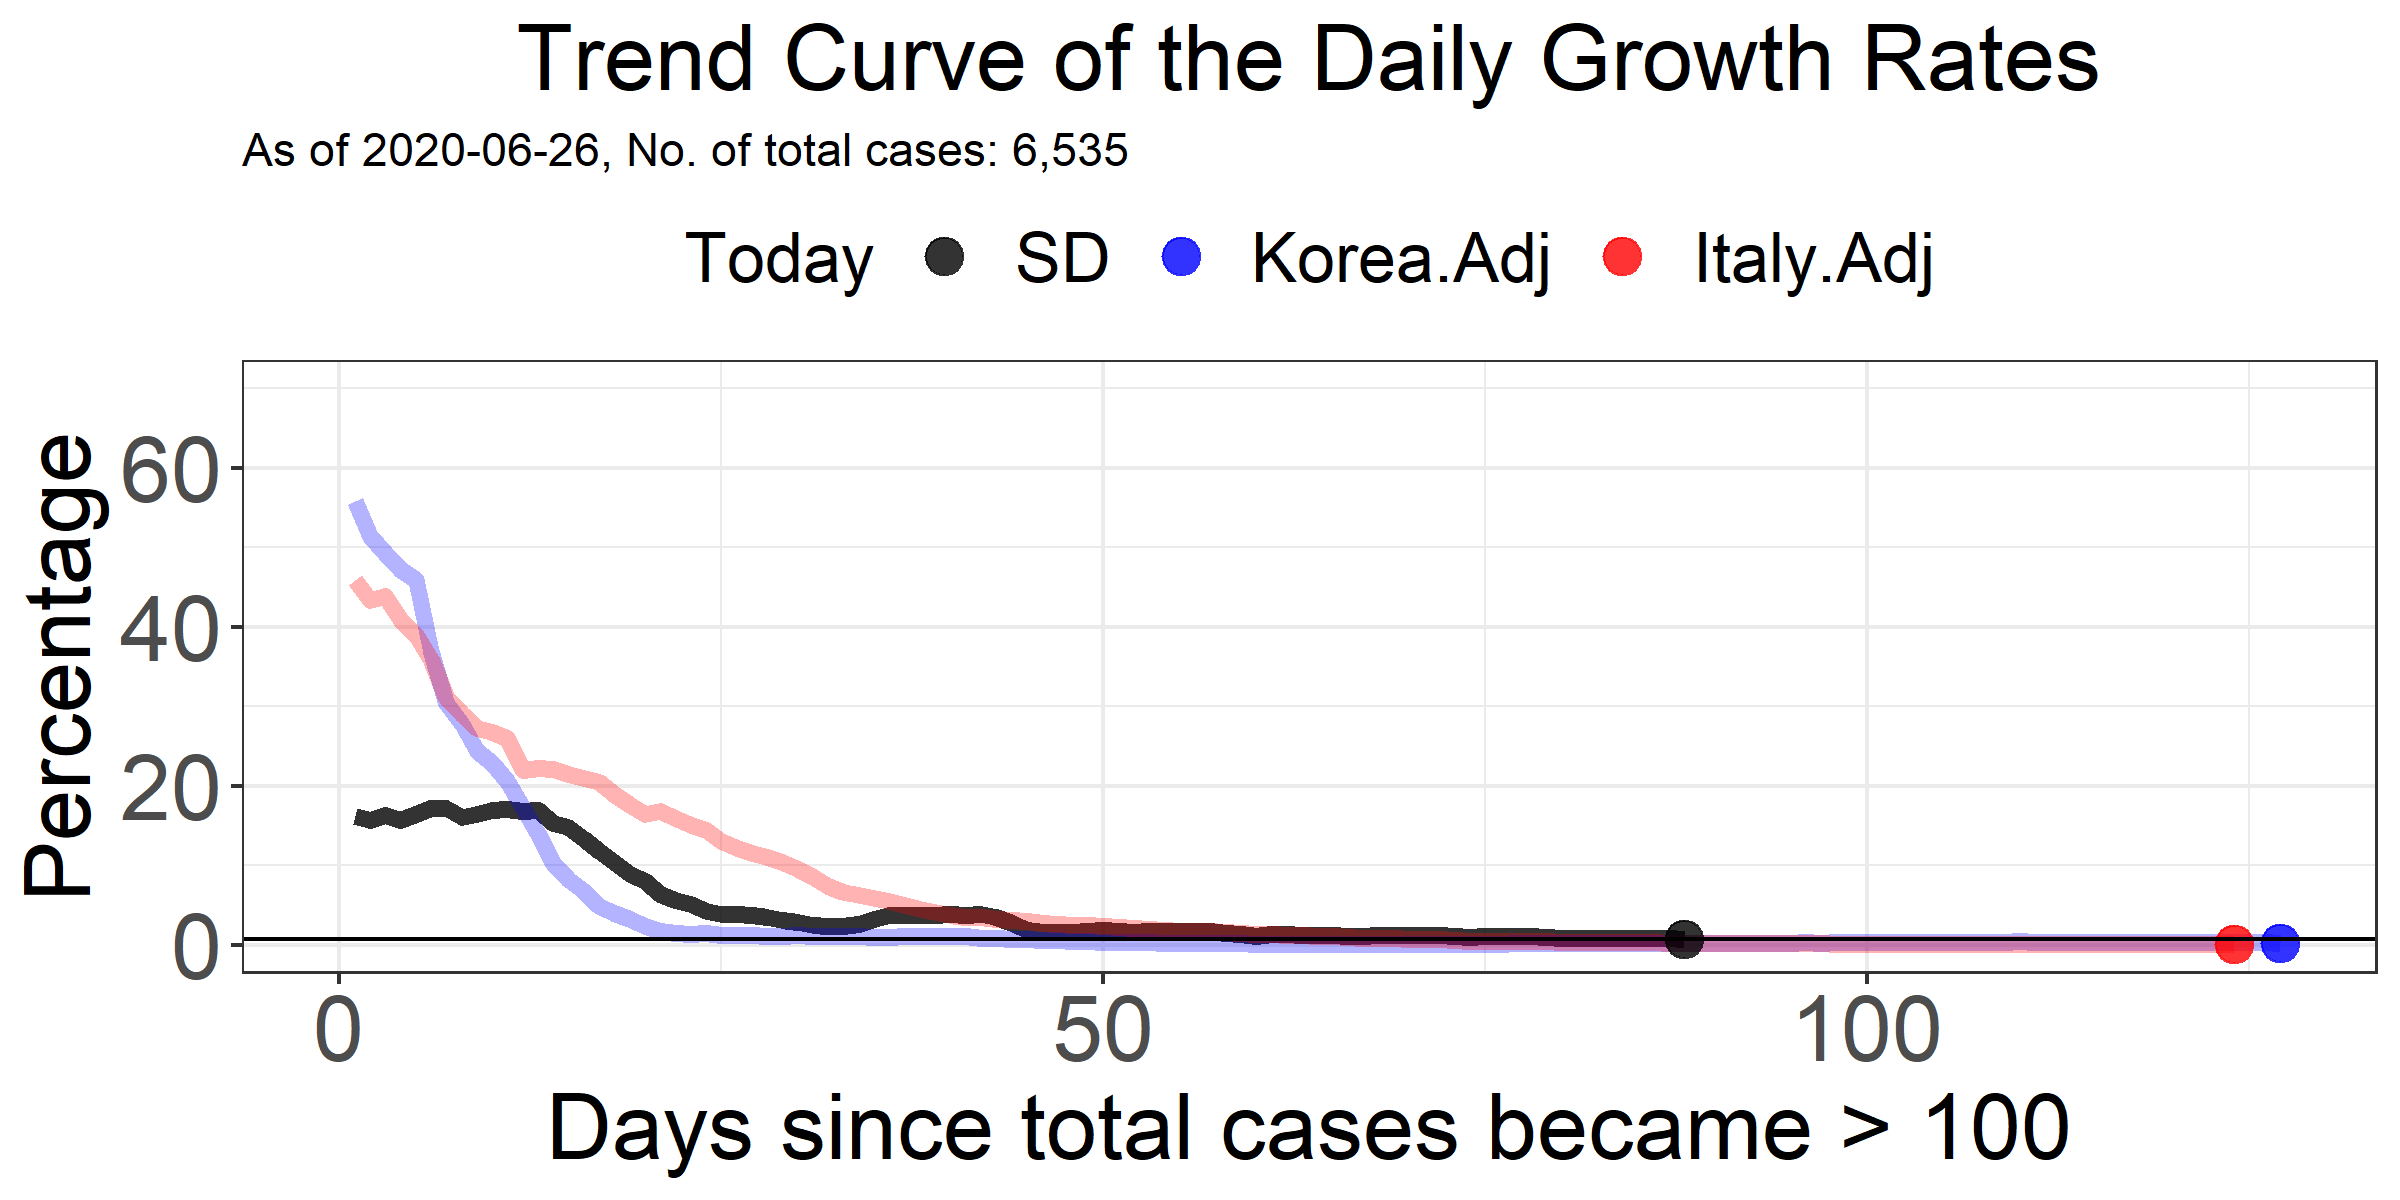 Trend Curve of the Daily Growth Rates
As of 2020-06-26, No. of total cases: 6,535
Today SD Korea.Adj Italy.Adj
Percentage
60
40
20
0
0 50 100
Days since total cases became > 100